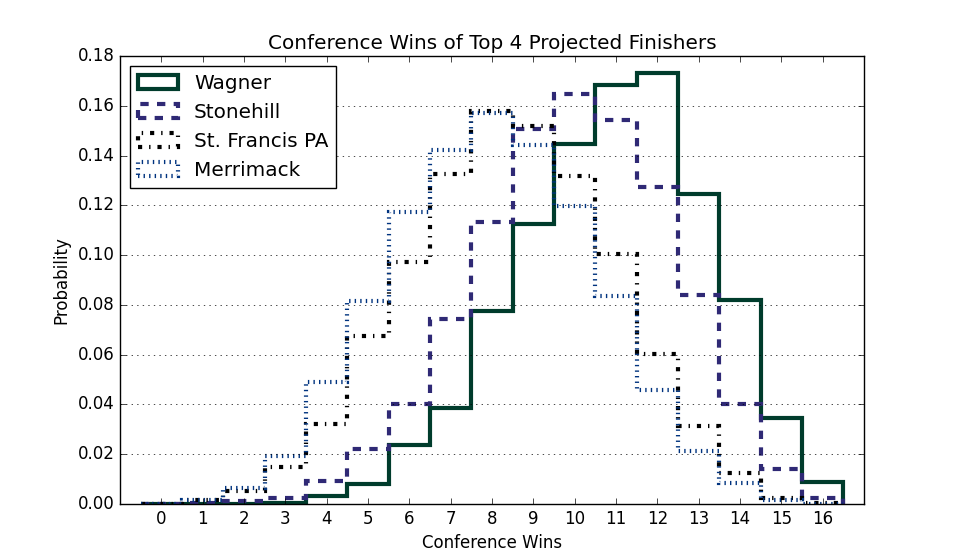 Conference Wins of Top 4 Projected Finishers
Wagner
Stonehill
St. Francis PA
Merrimack
0.18
0.16
0.14
0.12
0.10
0.08
0.06
0.04
0.02
0.00
Probability
0 1 2 3 4 5 6 7 8 9 10 11 12 13 14 15 16
Conference Wins